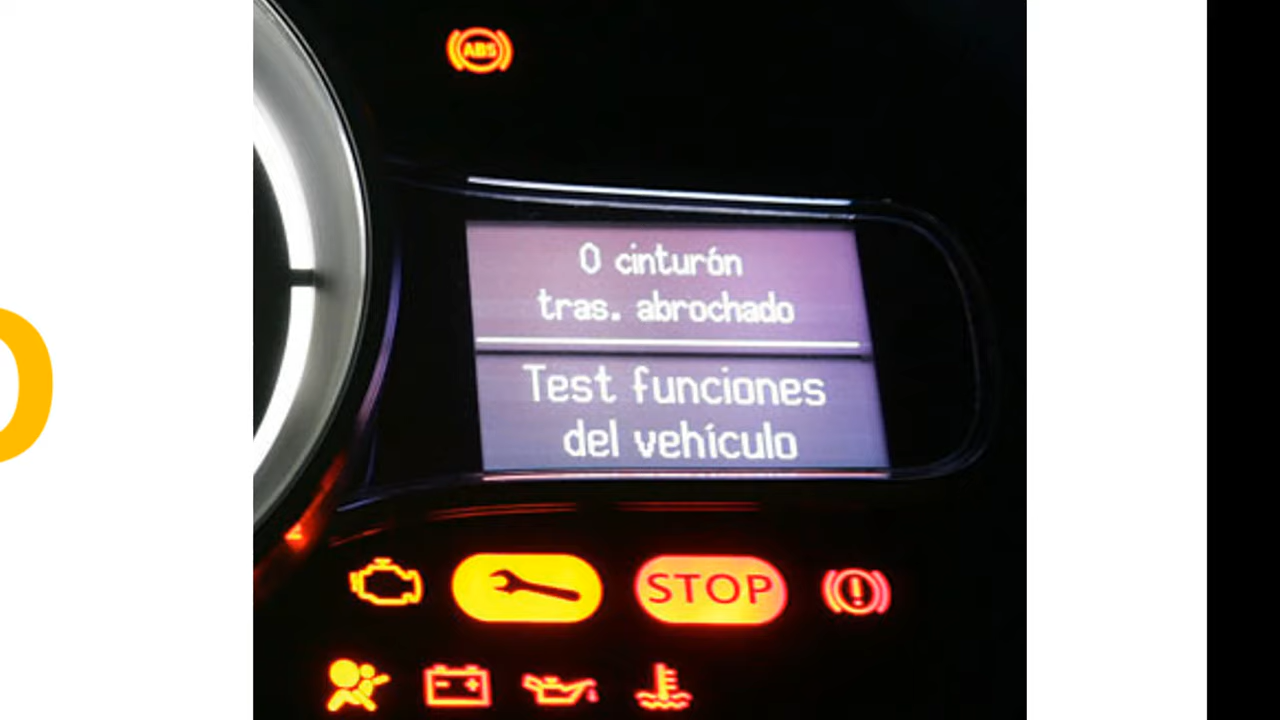 ABS
0 cinturón
tras. abrochado
Test funciones
del vehículo
STOP